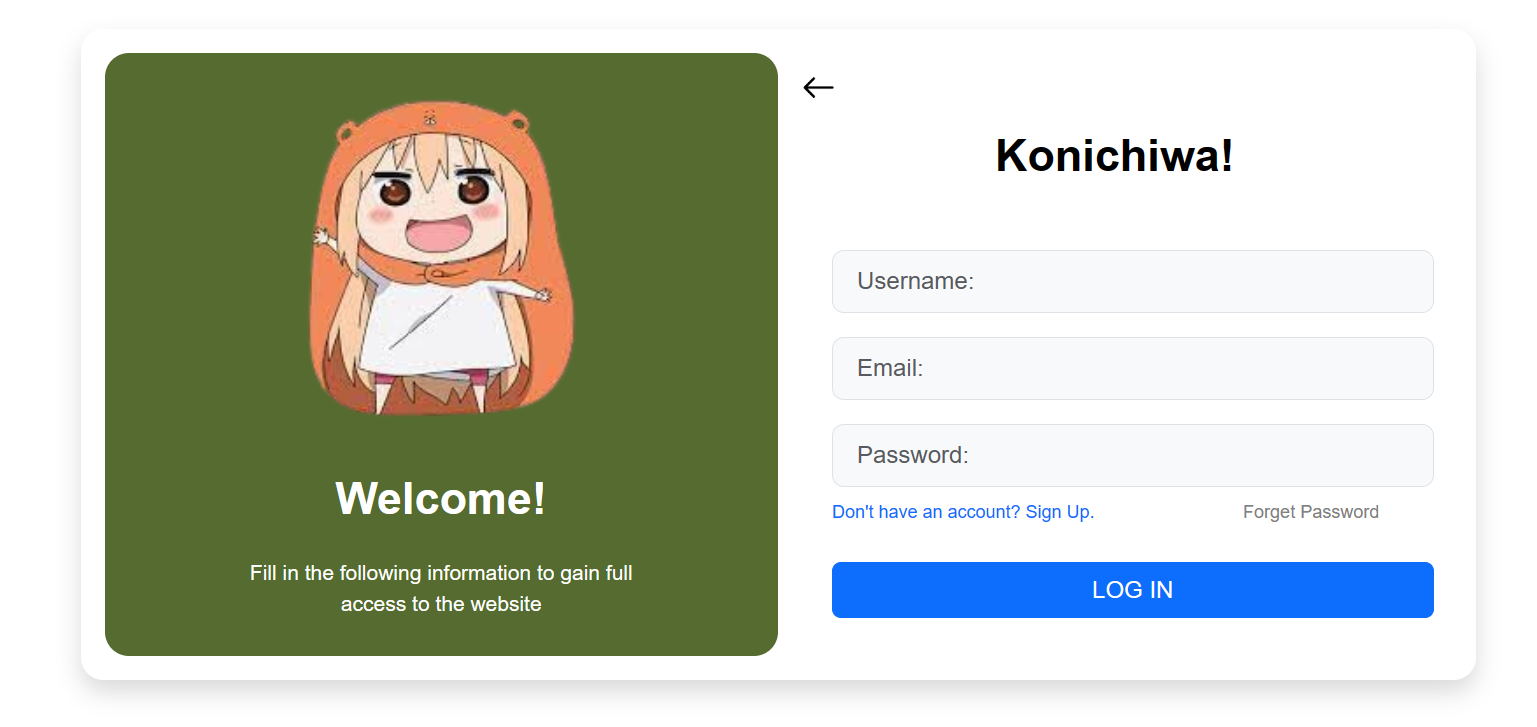 Welcome!
Fill in the following information to gain full
access to the website
Konichiwa!
Username:
Email:
Password:
Don't have an account? Sign Up.
Forget Password
LOG IN